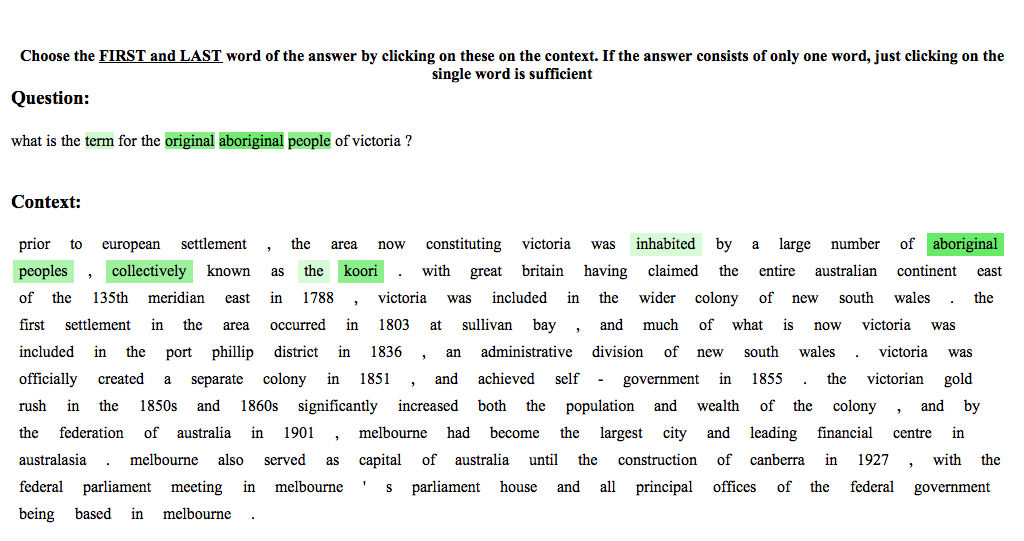 Choose the FIRST and LAST word of the answer by clicking on these on the context. If the answer consists of only one word, just clicking on the
single word is sufficient
Question:
what is the term for the original aboriginal people of victoria ?
Context:
prior to european settlement , the area now constituting victoria was inhabited by a large number of aboriginal
peoples , collectively known as the koori . with great britain having claimed the entire australian continent east
of the 135th meridian east in 1788 , victoria was included in the wider colony of new south wales . the
first settlement in the area occurred in 1803 at sullivan bay , and much of what is now victoria was
included in the port phillip district in 1836 , an administrative division of new south wales . victoria was
officially created a separate colony in 1851 , and achieved self - government in 1855 . the victorian gold
rush in the 1850s and 1860s significantly increased both the population and wealth of the colony , and by
the federation of australia in 1901 , melbourne had become the largest city and leading financial centre in
australasia . melbourne also served as capital of australia until the construction of canberra in 1927 , with the
federal parliament meeting in melbourne ' s parliament house and all principal offices of the federal government
being based in melbourne .